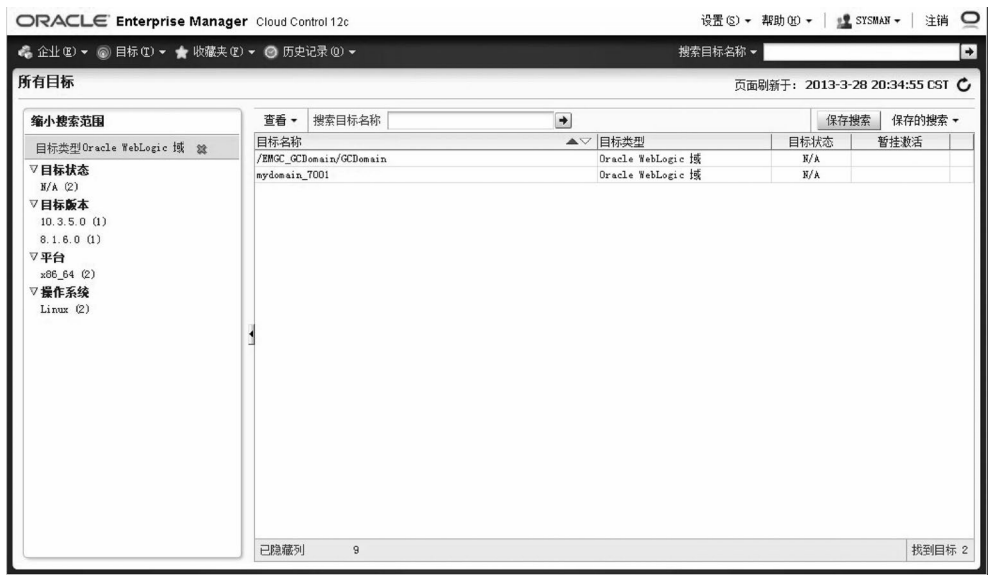 ORACLE Enterprise Manager Cloud Control 12c
设置(S) 帮助(H) SYSMAN 注销
企业(E) 目标(T) 收藏夹(F) 历史记录(O) 搜索目标名称
所有目标
页面刷新于: 2013-3-28 20:34:55 CST
缩小搜索范围
目标类型Oracle WebLogic 域
目标状态
N/A (2)
目标版本
10.3.5.0 (1)
8.1.6.0 (1)
平台
x86_64 (2)
操作系统
Linux (2)
查看 搜索目标名称 保存搜索 保存的搜索
目标名称 目标类型 目标状态 暂挂激活
/EMGC_GCDomain/GCDomain Oracle WebLogic 域 N/A
mydomain_7001 Oracle WebLogic 域 N/A
已隐藏列 9 找到目标 2